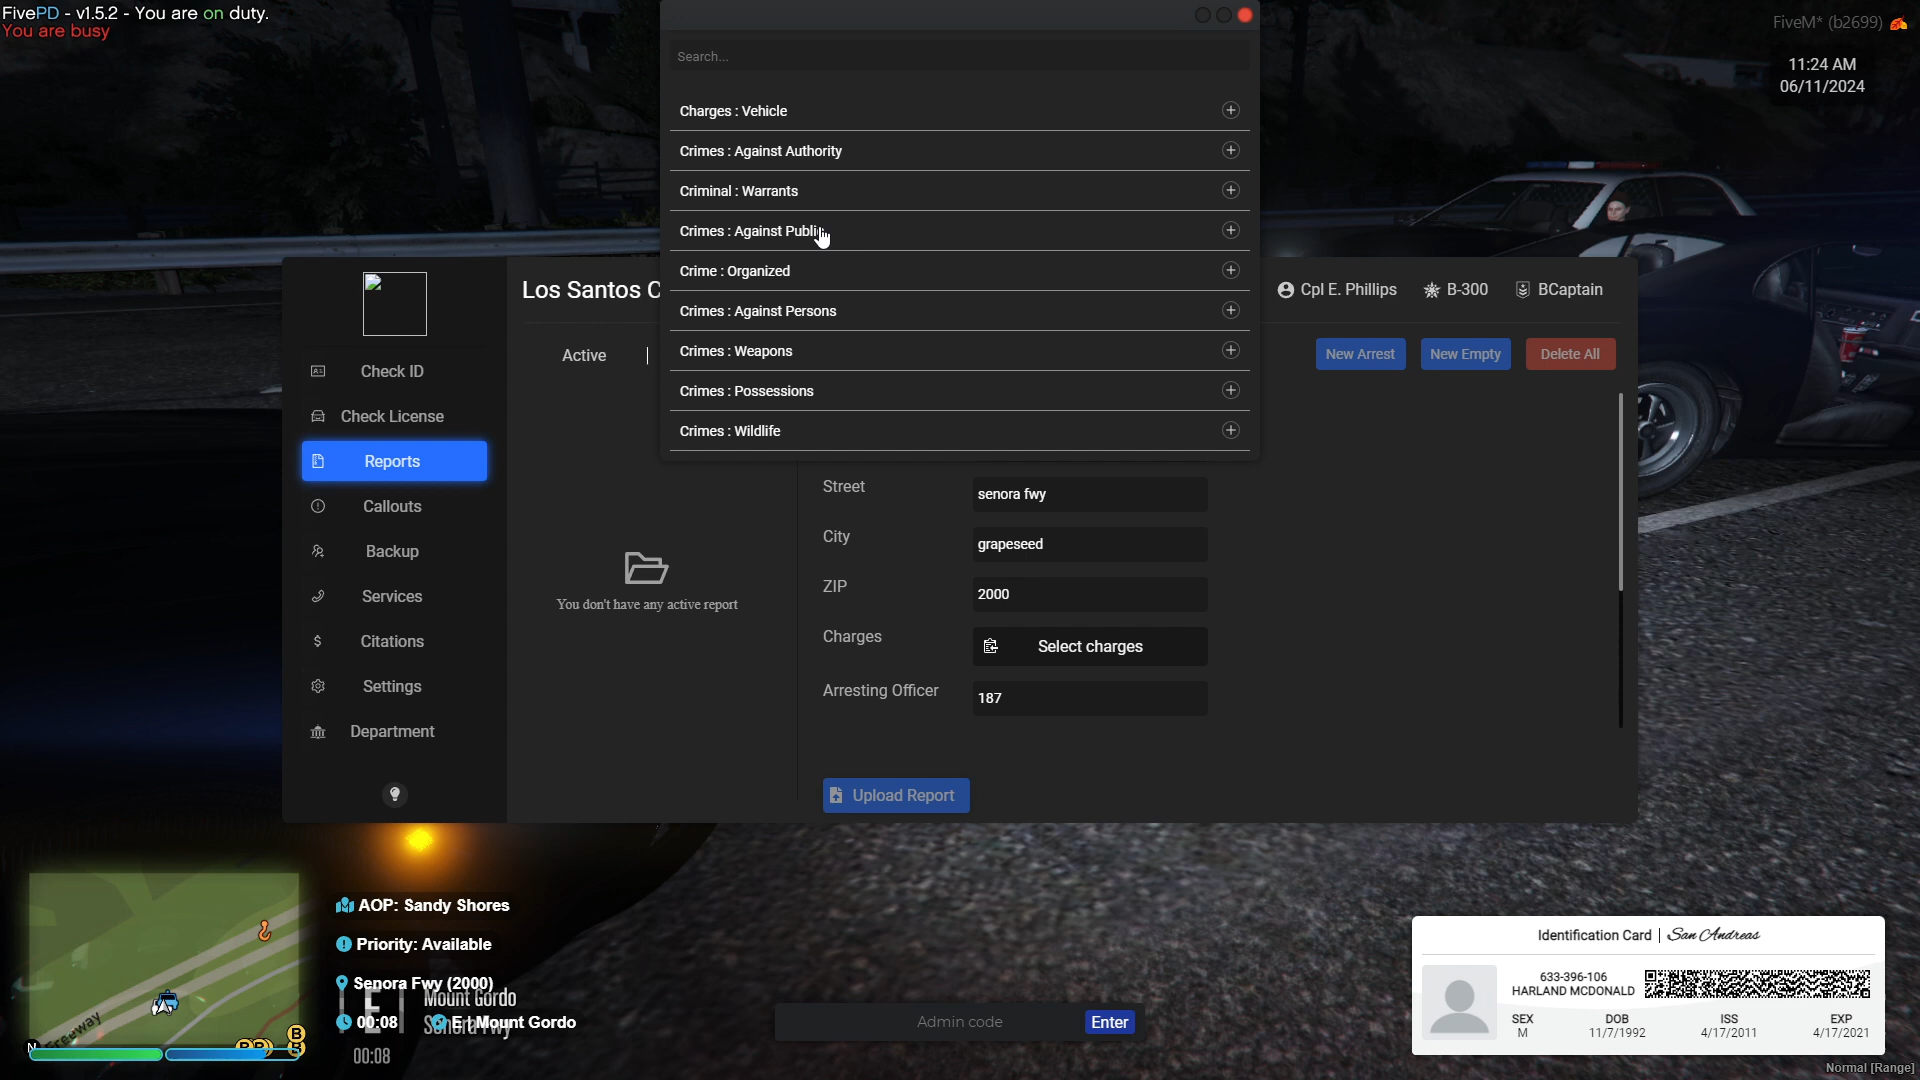 FivePD - v1.5.2 - You are on duty.
You are busy
FiveM* (b2699)
11:24 AM
06/11/2024
Search...
Charges : Vehicle
Crimes : Against Authority
Criminal : Warrants
Crimes : Against Public
Crime : Organized
Crimes : Against Persons
Crimes : Weapons
Crimes : Possessions
Crimes : Wildlife
Los Santos C
Cpl E. Phillips
B-300
BCaptain
Active
New Arrest
New Empty
Delete All
Check ID
Check License
Reports
Callouts
Backup
Services
Citations
Settings
Department
You don't have any active report
Street
senora fwy
City
grapeseed
ZIP
2000
Charges
Select charges
Arresting Officer
187
Upload Report
AOP: Sandy Shores
Priority: Available
Senora Fwy (2000)
E Mount Gordo
Senora Fwy
00:08 E | Mount Gordo
00:08
Freeway
N
B
Admin code
Enter
Identification Card | San Andreas
633-396-106
HARLAND MCDONALD
SEX DOB ISS EXP
M 11/7/1992 4/17/2011 4/17/2021
Normal [Range]